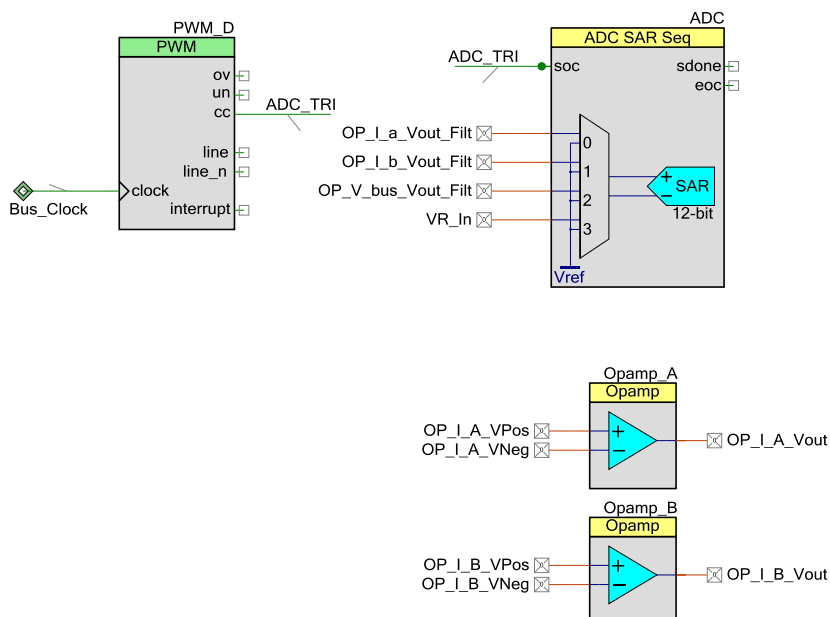 PWM_D
PWM
ov
un
cc
ADC_TRI
line
line_n
clock
Bus_Clock
interrupt
ADC
ADC SAR Seq
ADC_TRI
soc
sdone
eoc
OP_I_a_Vout_Filt
0
OP_I_b_Vout_Filt
1
+
SAR
OP_V_bus_Vout_Filt
2
−
12-bit
VR_In
3
Vref
Opamp_A
Opamp
OP_I_A_VPos
+
OP_I_A_Vout
OP_I_A_VNeg
−
Opamp_B
Opamp
OP_I_B_VPos
+
OP_I_B_Vout
OP_I_B_VNeg
−